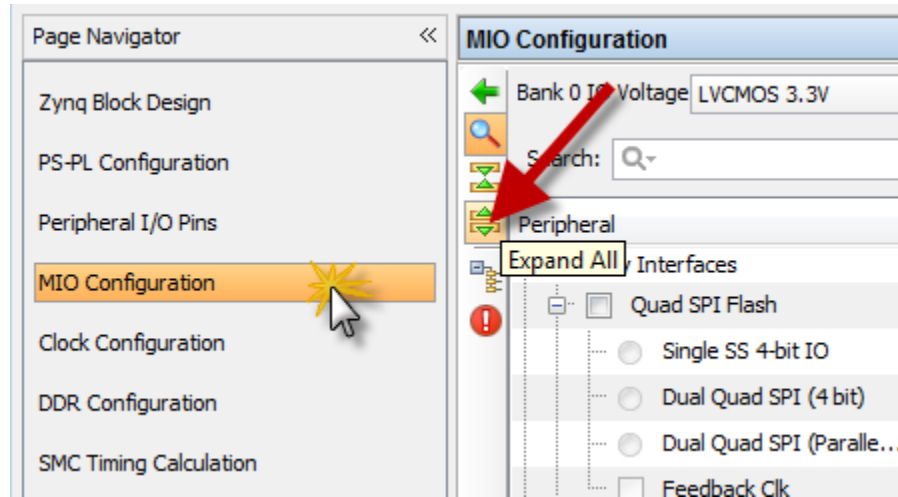 Page Navigator
Zynq Block Design
PS-PL Configuration
Peripheral I/O Pins
MIO Configuration
Clock Configuration
DDR Configuration
SMC Timing Calculation
MIO Configuration
Bank 0 Voltage LVCMOS 3.3V
Search:
Peripheral
Expand All
Interfaces
Quad SPI Flash
Single SS 4-bit IO
Dual Quad SPI (4 bit)
Dual Quad SPI (Paralle...
Feedback Clk